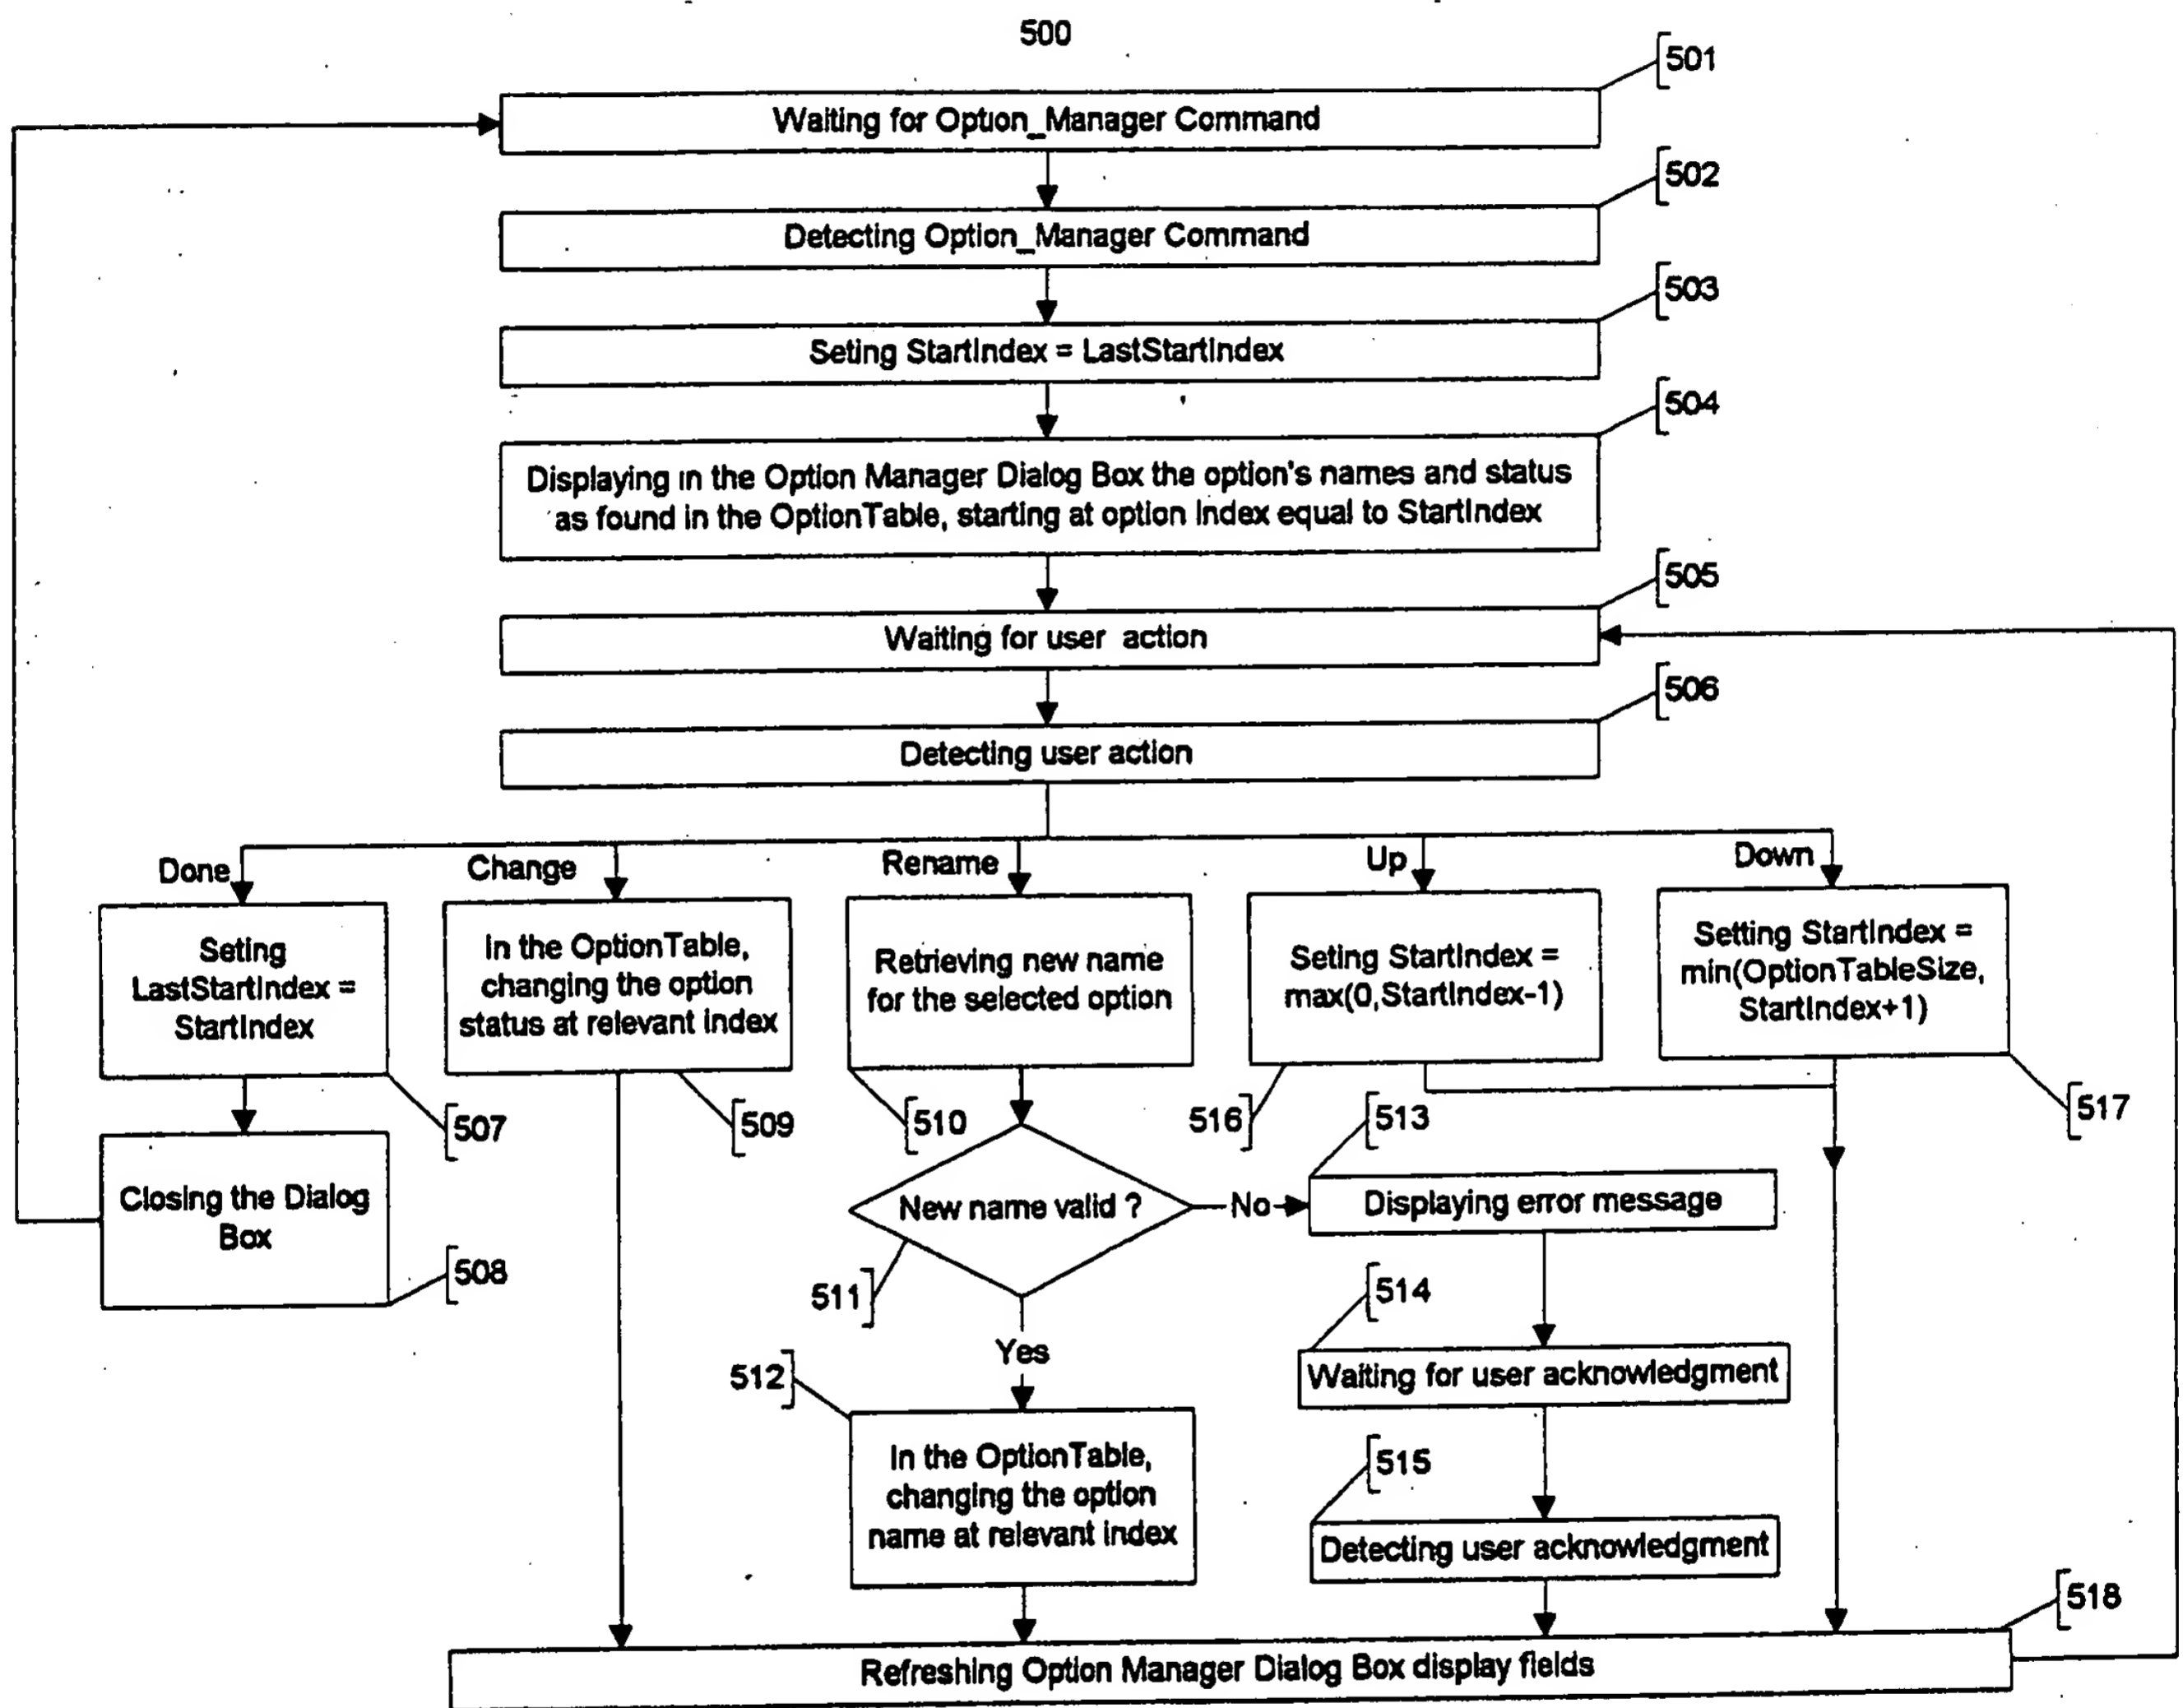 500
501
Waiting for Option_Manager Command
502
Detecting Option_Manager Command
503
Seting StartIndex = LastStartIndex
504
Displaying in the Option Manager Dialog Box the option's names and status
as found in the OptionTable, starting at option index equal to StartIndex
505
Waiting for user action
506
Detecting user action
Done
Change
Rename
Up
Down
Seting
LastStartIndex =
StartIndex
In the OptionTable,
changing the option
status at relevant index
Retrieving new name
for the selected option
Seting StartIndex =
max(0,StartIndex-1)
Setting StartIndex =
min(OptionTableSize,
StartIndex+1)
507
509
510
516
513
517
Closing the Dialog
Box
508
New name valid ?
No
Displaying error message
511
514
Yes
512
Waiting for user acknowledgment
In the OptionTable,
changing the option
name at relevant index
515
Detecting user acknowledgment
518
Refreshing Option Manager Dialog Box display fields